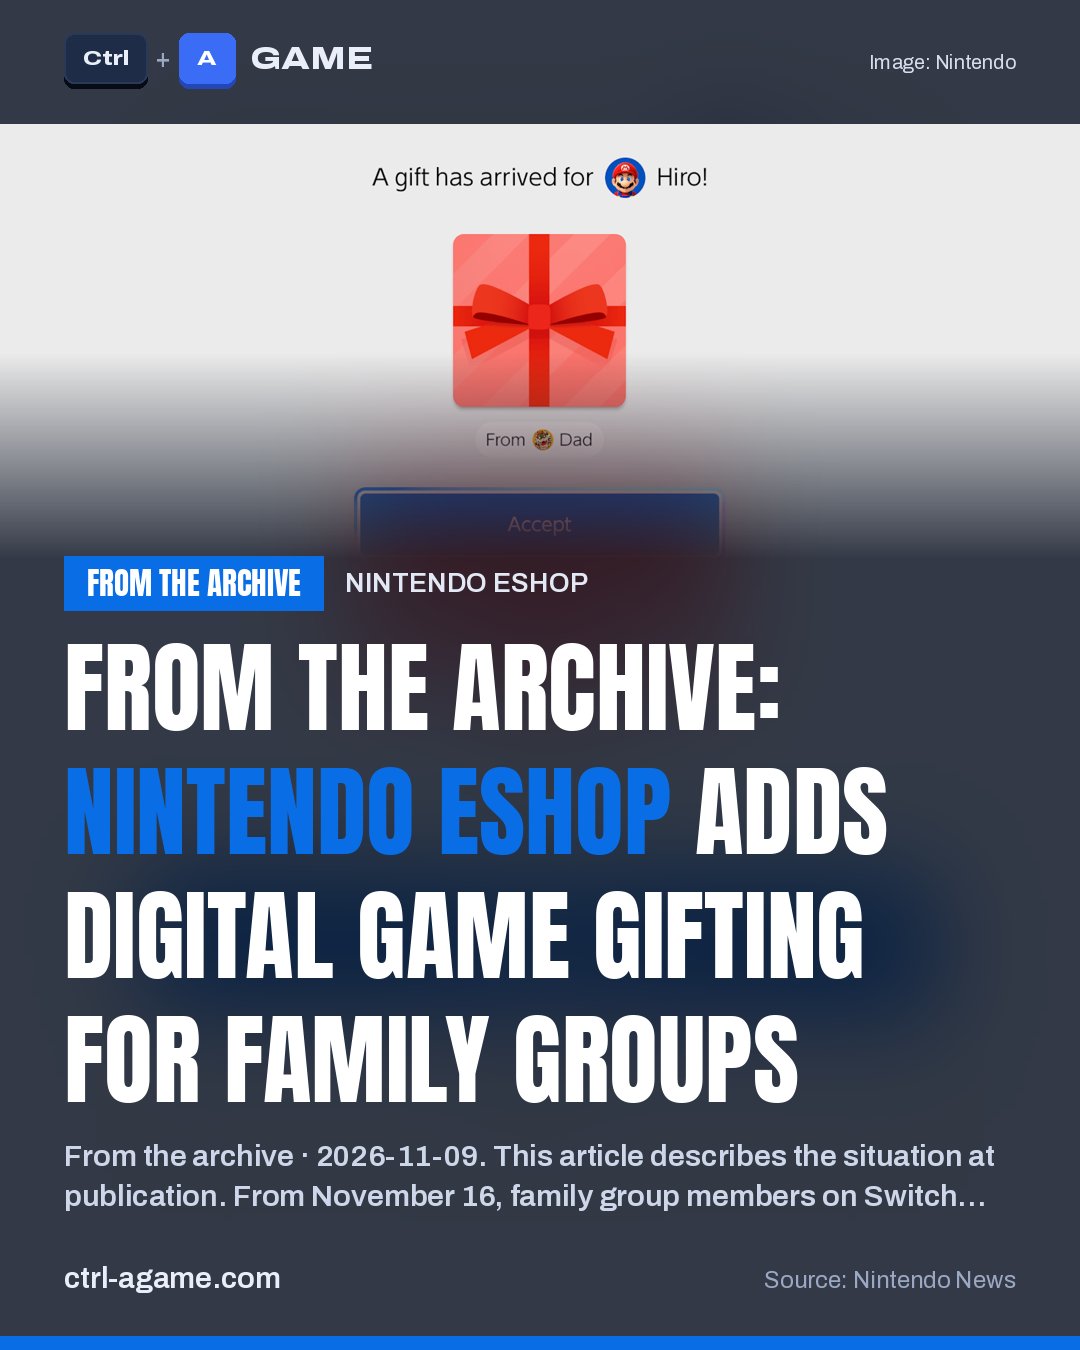 Ctrl + A GAME
Image: Nintendo
A gift has arrived for Hiro!
From Dad
Accept
FROM THE ARCHIVE NINTENDO ESHOP
FROM THE ARCHIVE:
NINTENDO ESHOP ADDS
DIGITAL GAME GIFTING
FOR FAMILY GROUPS
From the archive · 2026-11-09. This article describes the situation at
publication. From November 16, family group members on Switch...
ctrl-agame.com
Source: Nintendo News